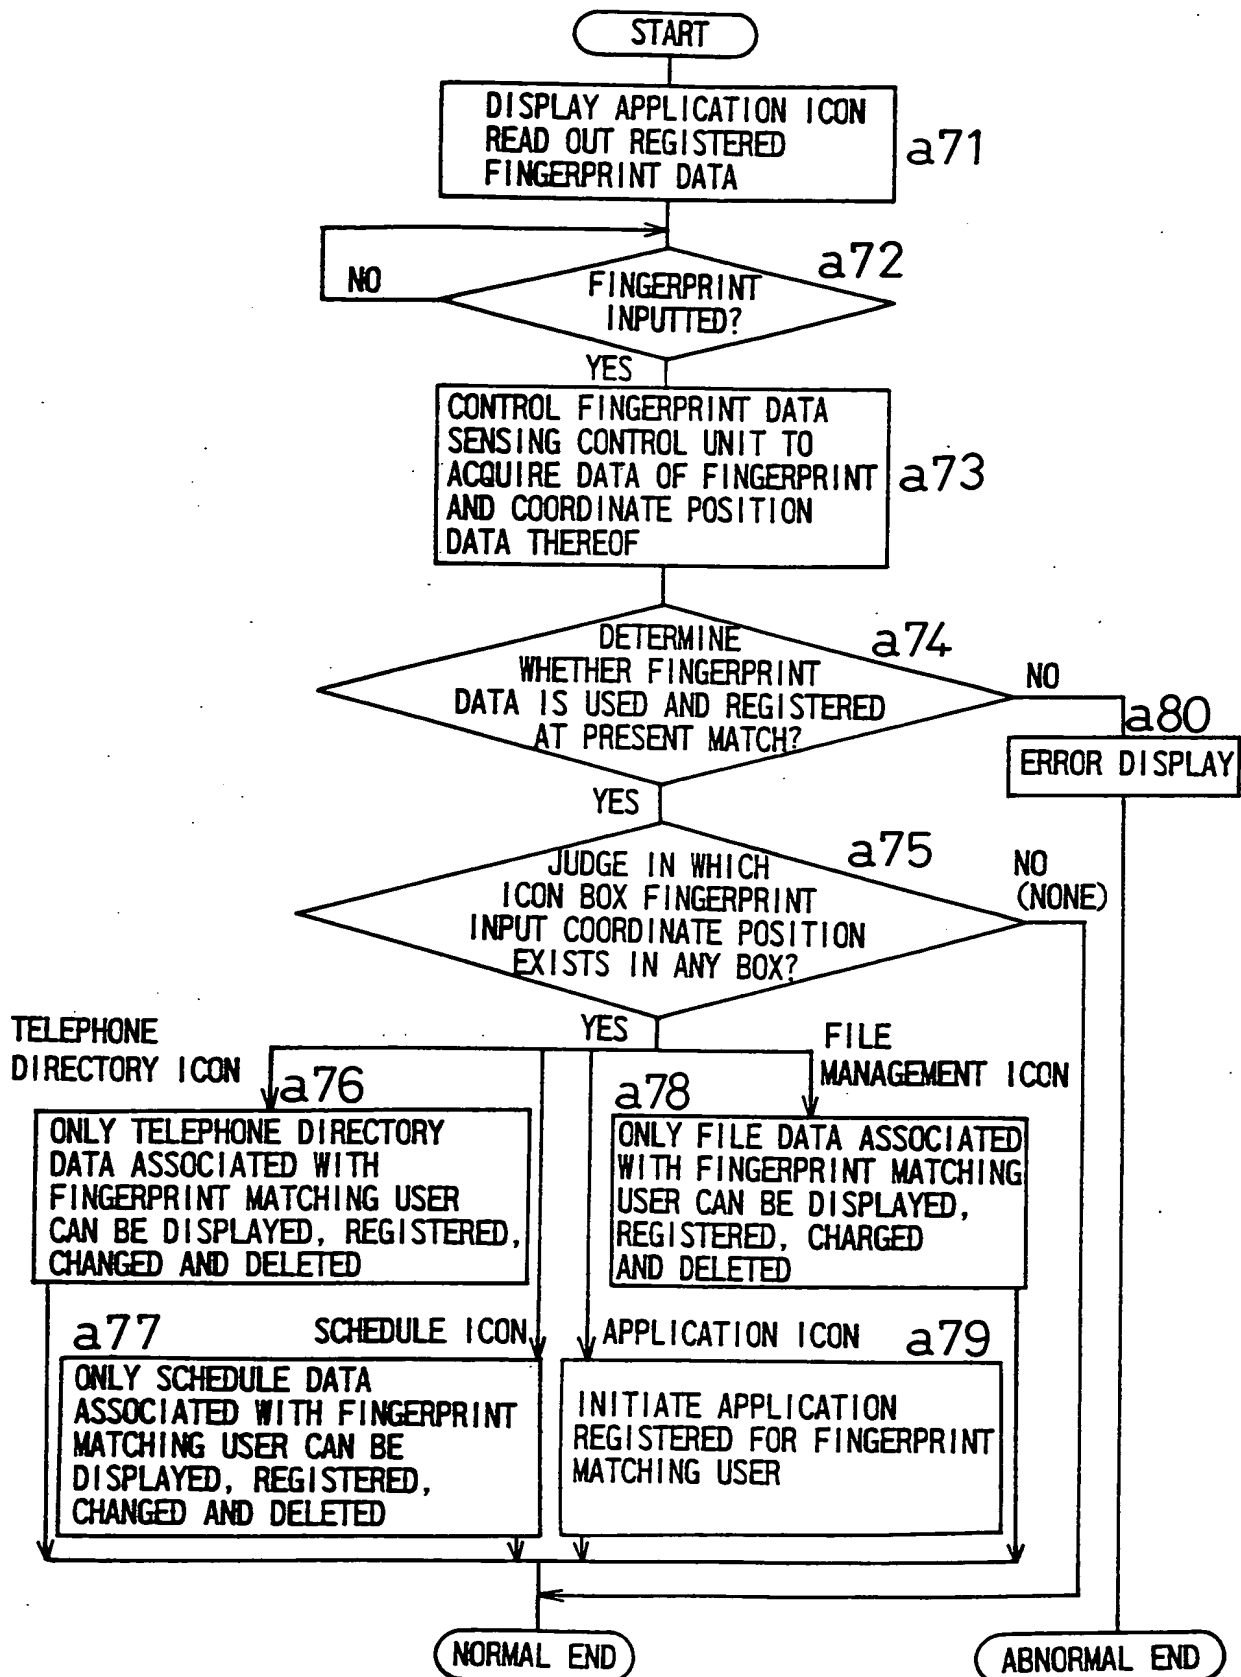 START
DISPLAY APPLICATION ICON
READ OUT REGISTERED
FINGERPRINT DATA
a71
a72
NO
FINGERPRINT
INPUTTED?
YES
CONTROL FINGERPRINT DATA
SENSING CONTROL UNIT TO
ACQUIRE DATA OF FINGERPRINT
AND COORDINATE POSITION
DATA THEREOF
a73
a74
DETERMINE
WHETHER FINGERPRINT
DATA IS USED AND REGISTERED
AT PRESENT MATCH?
NO
a80
ERROR DISPLAY
YES
a75
JUDGE IN WHICH
ICON BOX FINGERPRINT
INPUT COORDINATE POSITION
EXISTS IN ANY BOX?
NO
(NONE)
YES
TELEPHONE
DIRECTORY ICON
FILE
MANAGEMENT ICON
a76
ONLY TELEPHONE DIRECTORY
DATA ASSOCIATED WITH
FINGERPRINT MATCHING USER
CAN BE DISPLAYED, REGISTERED,
CHANGED AND DELETED
a78
ONLY FILE DATA ASSOCIATED
WITH FINGERPRINT MATCHING
USER CAN BE DISPLAYED,
REGISTERED, CHARGED
AND DELETED
a77
SCHEDULE ICON
ONLY SCHEDULE DATA
ASSOCIATED WITH FINGERPRINT
MATCHING USER CAN BE
DISPLAYED, REGISTERED,
CHANGED AND DELETED
APPLICATION ICON
a79
INITIATE APPLICATION
REGISTERED FOR FINGERPRINT
MATCHING USER
NORMAL END
ABNORMAL END